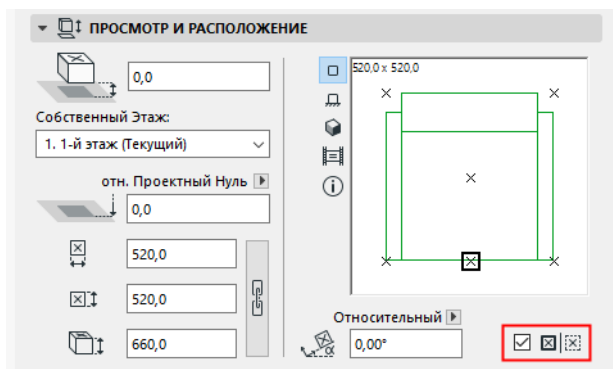 ПРОСМОТР И РАСПОЛОЖЕНИЕ
0,0
Собственный Этаж:
1. 1-й этаж (Текущий)
отн. Проектный Нуль
0,0
520,0
520,0
660,0
520,0 x 520,0
Относительный
α
0,00°